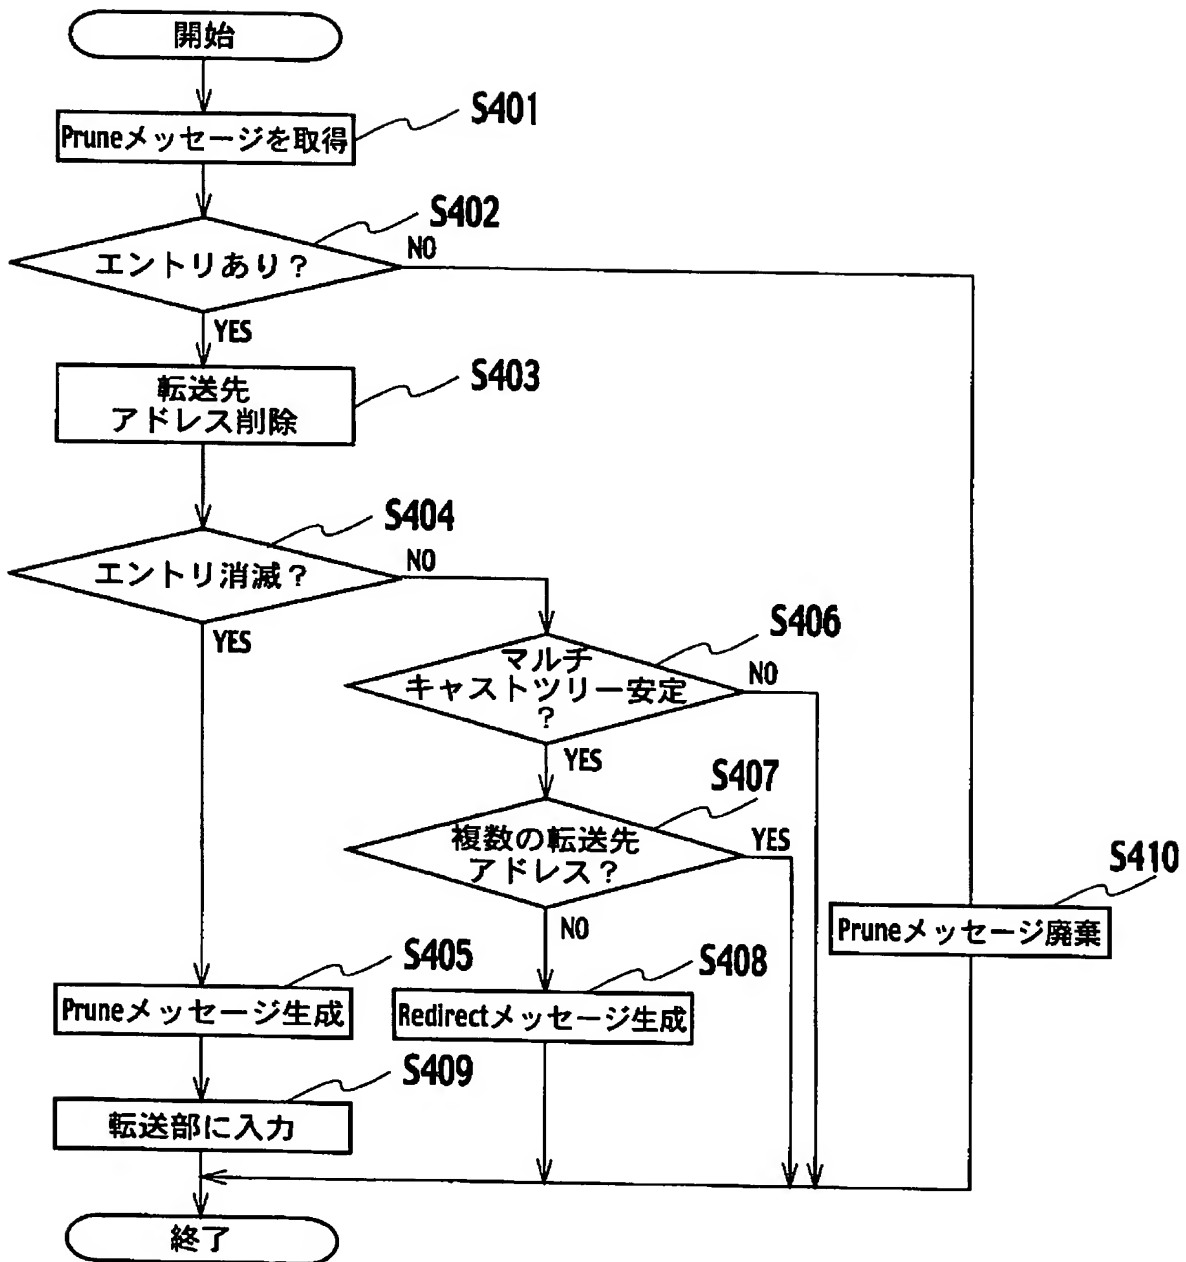 開始
S401
Pruneメッセージを取得
S402
エントリあり？
NO
YES
S403
転送先
アドレス削除
S404
エントリ消滅？
NO
YES
S406
マルチ
キャストツリー安定
？
NO
YES
S407
複数の転送先
アドレス？
YES
NO
S410
Pruneメッセージ廃棄
S405
Pruneメッセージ生成
S408
Redirectメッセージ生成
S409
転送部に入力
終了